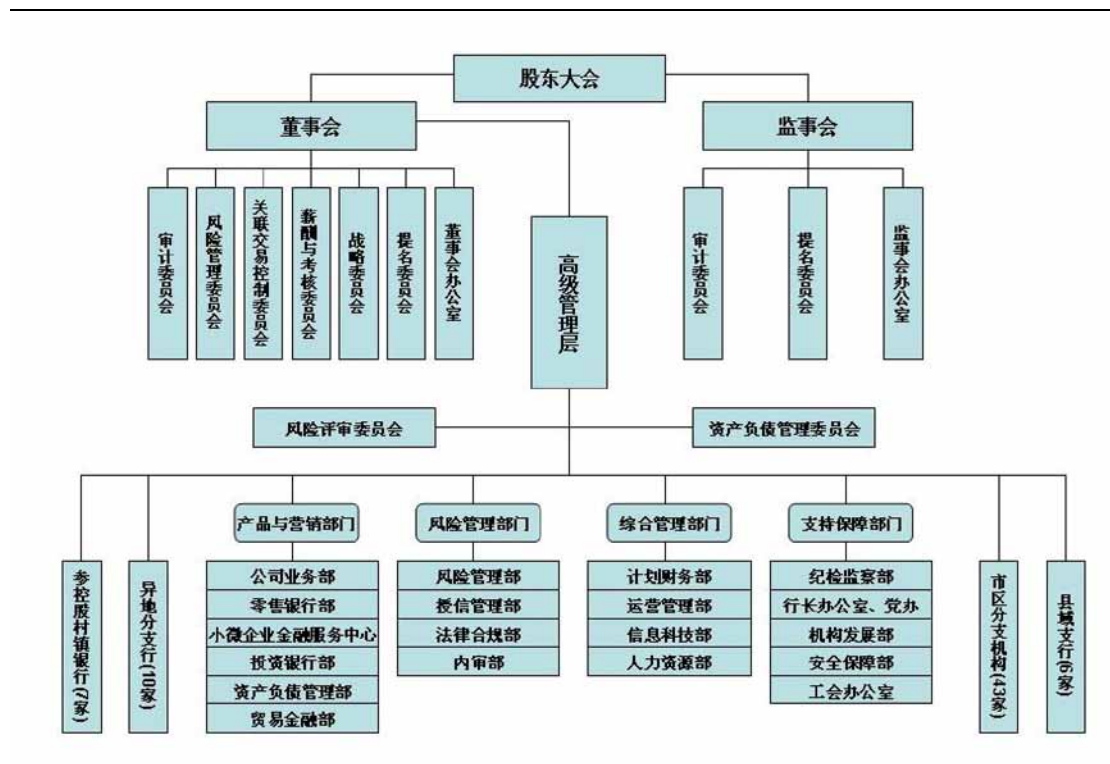 股东大会
董事会
监事会
审计委员会
风险管理委员会
关联交易控制委员会
薪酬与考核委员会
战略委员会
提名委员会
董事会办公室
高级管理层
审计委员会
提名委员会
监事会办公室
风险评审委员会
资产负债管理委员会
参控股村镇银行(7家)
异地分支行(10家)
产品与营销部门
公司业务部
零售银行部
小微企业金融服务中心
投资银行部
资产负债管理部
贸易金融部
风险管理部门
风险管理部
授信管理部
法律合规部
内审部
综合管理部门
计划财务部
运营管理部
信息科技部
人力资源部
支持保障部门
纪检监察部
行长办公室、党办
机构发展部
安全保障部
工会办公室
市区分支机构(43家)
县域支行(6家)